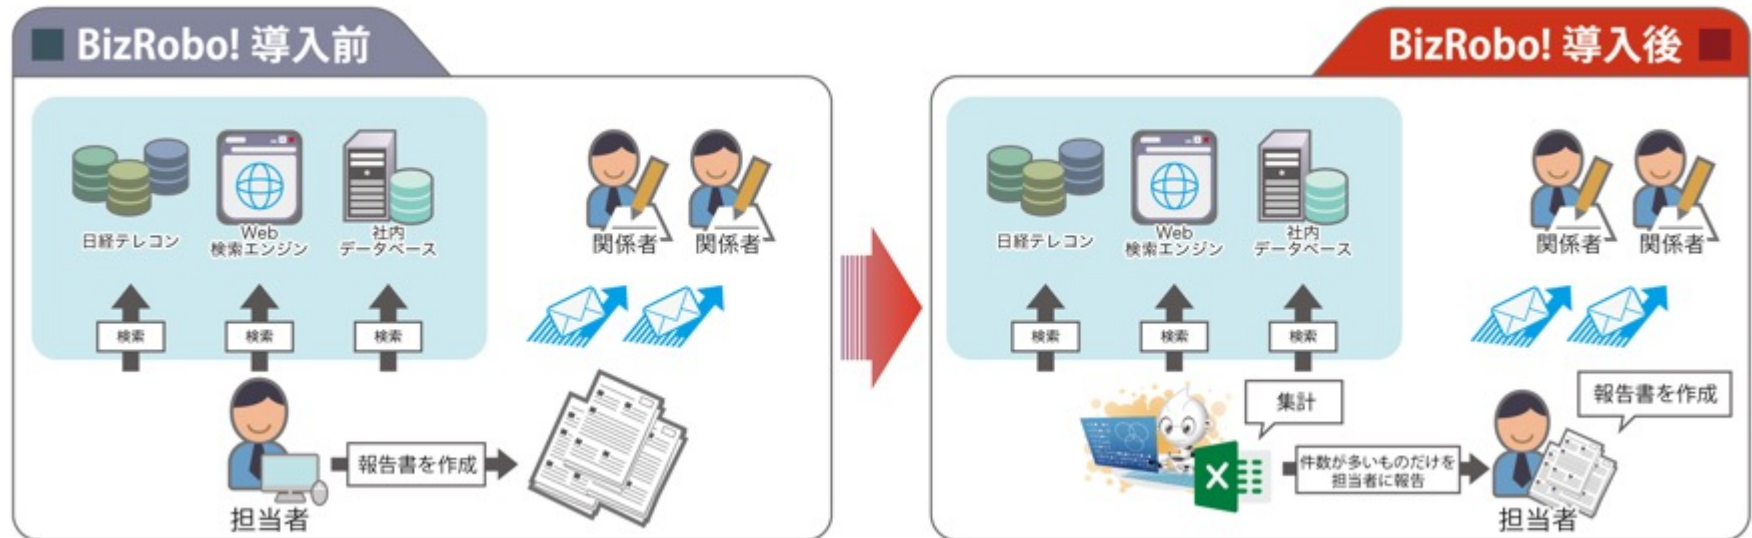 BizRobo! 導入前
日経テレコン
Web
検索エンジン
社内
データベース
関係者
関係者
検索
検索
検索
報告書を作成
担当者
BizRobo! 導入後
日経テレコン
Web
検索エンジン
社内
データベース
関係者
関係者
検索
検索
検索
集計
報告書を作成
X
件数が多いものだけを
担当者に報告
担当者